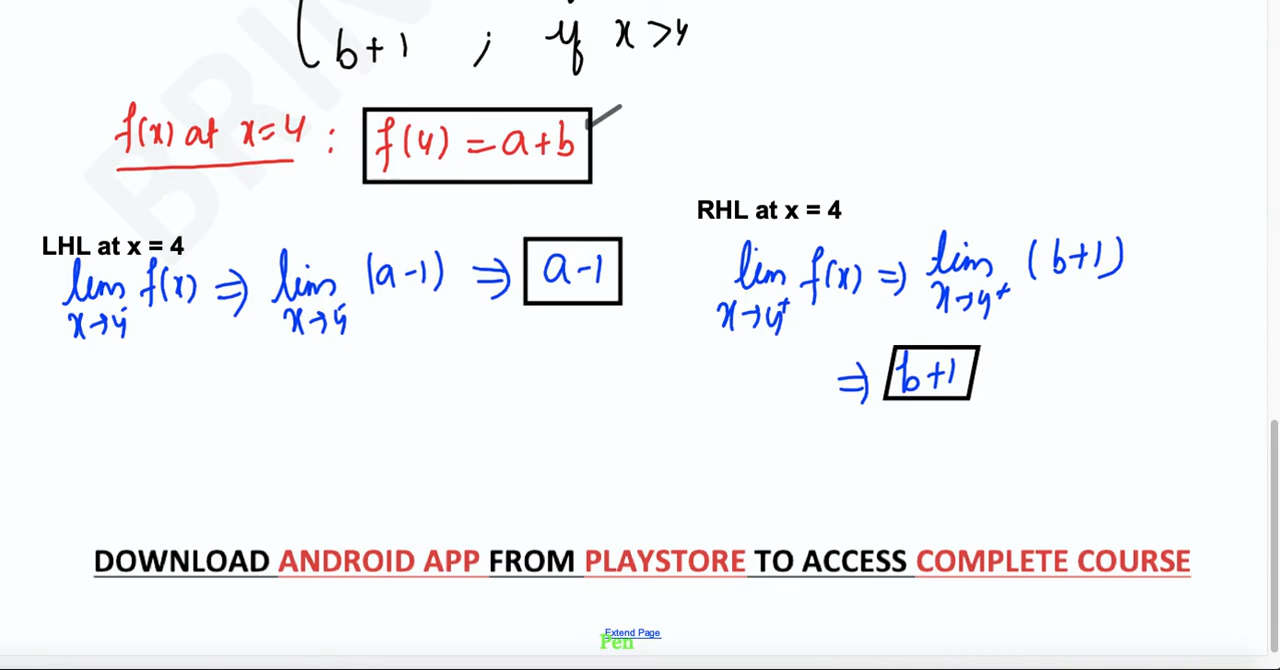 b+1 ; if x>4
f(x) at x=4 : f(4) = a+b
RHL at x = 4
LHL at x = 4
lim x→4⁻ f(x) ⇒ lim x→4⁻ (a-1) ⇒ a-1
lim x→4⁺ f(x) ⇒ lim x→4⁺ (b+1)
⇒ b+1
DOWNLOAD ANDROID APP FROM PLAYSTORE TO ACCESS COMPLETE COURSE
Extend Page
Pen